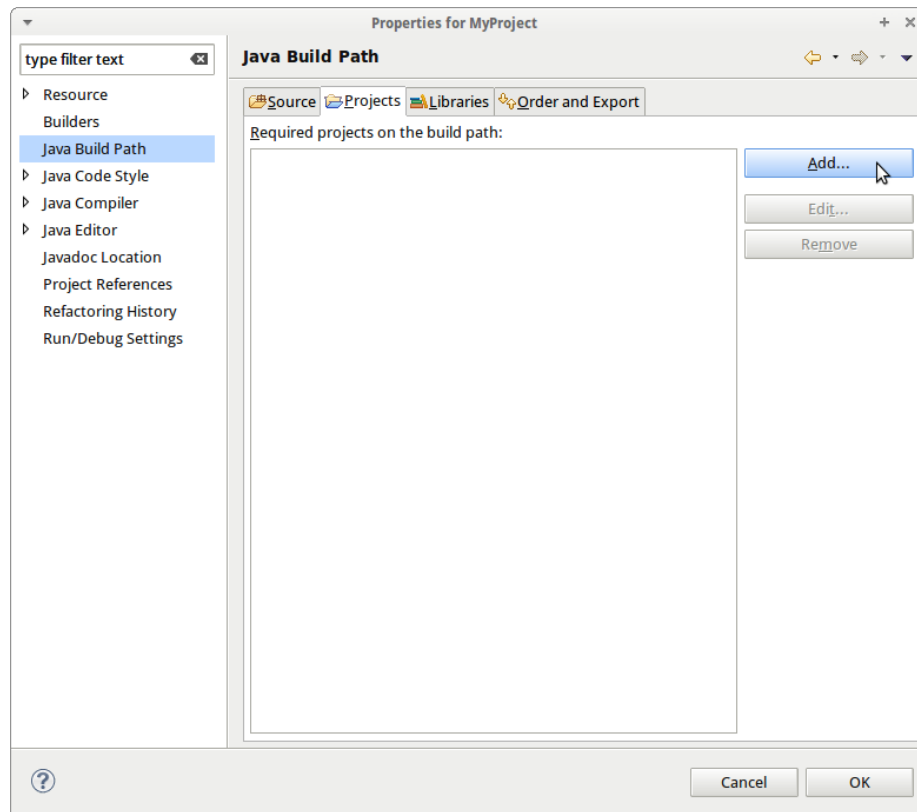 Properties for MyProject
type filter text
Resource
Builders
Java Build Path
Java Code Style
Java Compiler
Java Editor
Javadoc Location
Project References
Refactoring History
Run/Debug Settings
Java Build Path
Source Projects Libraries Order and Export
Required projects on the build path:
Add...
Edit...
Remove
Cancel OK